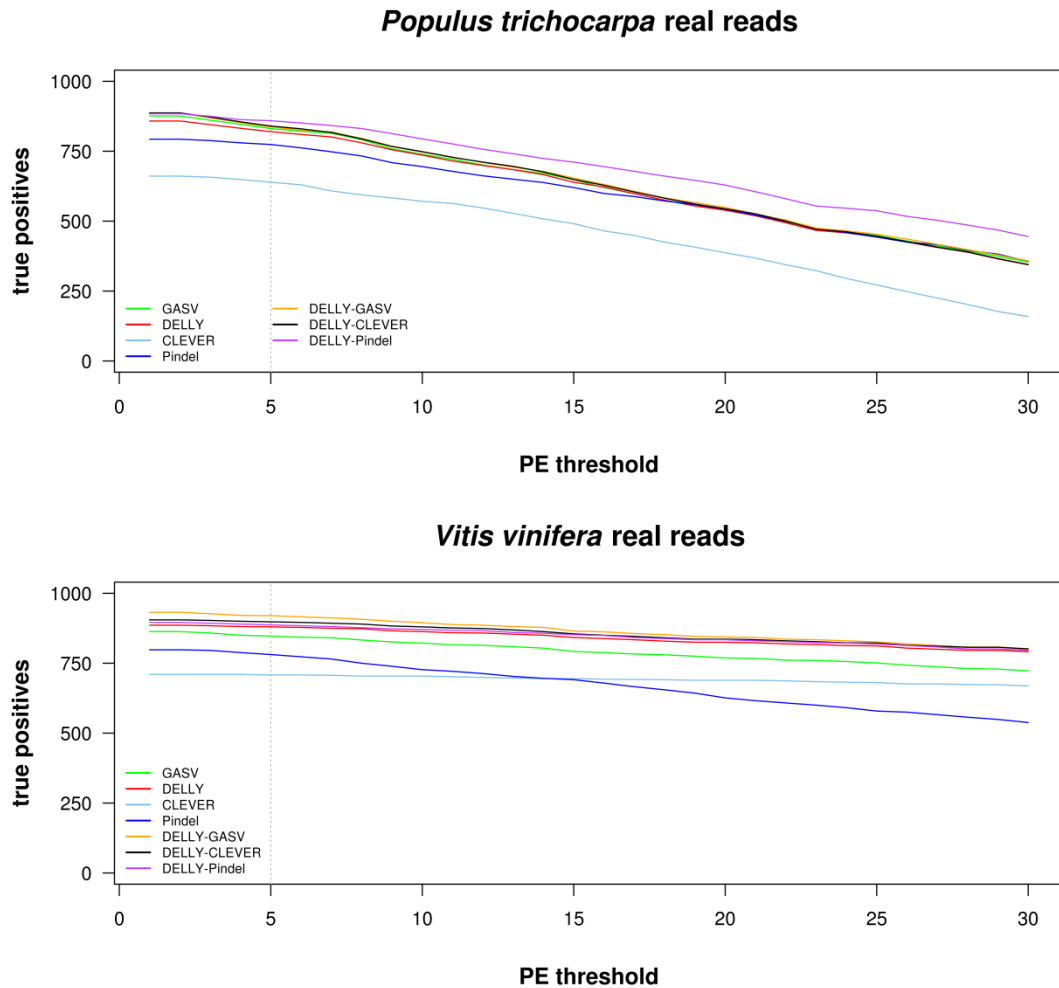 Populus trichocarpa real reads
true positives
1000
750
500
250
0
GASV
DELLY
CLEVER
Pindel
DELLY-GASV
DELLY-CLEVER
DELLY-Pindel
0 5 10 15 20 25 30
PE threshold
Vitis vinifera real reads
true positives
1000
750
500
250
0
GASV
DELLY
CLEVER
Pindel
DELLY-GASV
DELLY-CLEVER
DELLY-Pindel
0 5 10 15 20 25 30
PE threshold